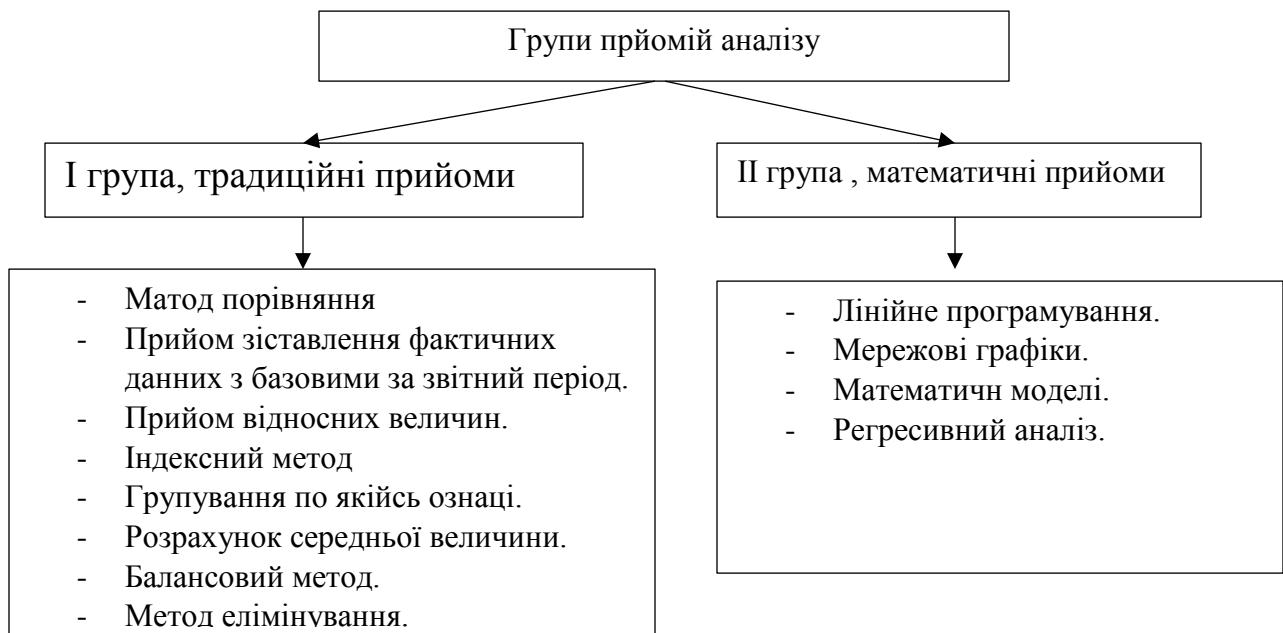 Групи прйомій аналізу
І група, традиційні прийоми
ІІ група , математичні прийоми
- Матод порівняння
- Прийом зіставлення фактичних
данних з базовими за звітний період.
- Прийом відносних величин.
- Індексний метод
- Групування по якійсь ознаці.
- Розрахунок середньої величини.
- Балансовий метод.
- Метод елімінування.
- Лінійне програмування.
- Мережові графіки.
- Математичн моделі.
- Регресивний аналіз.